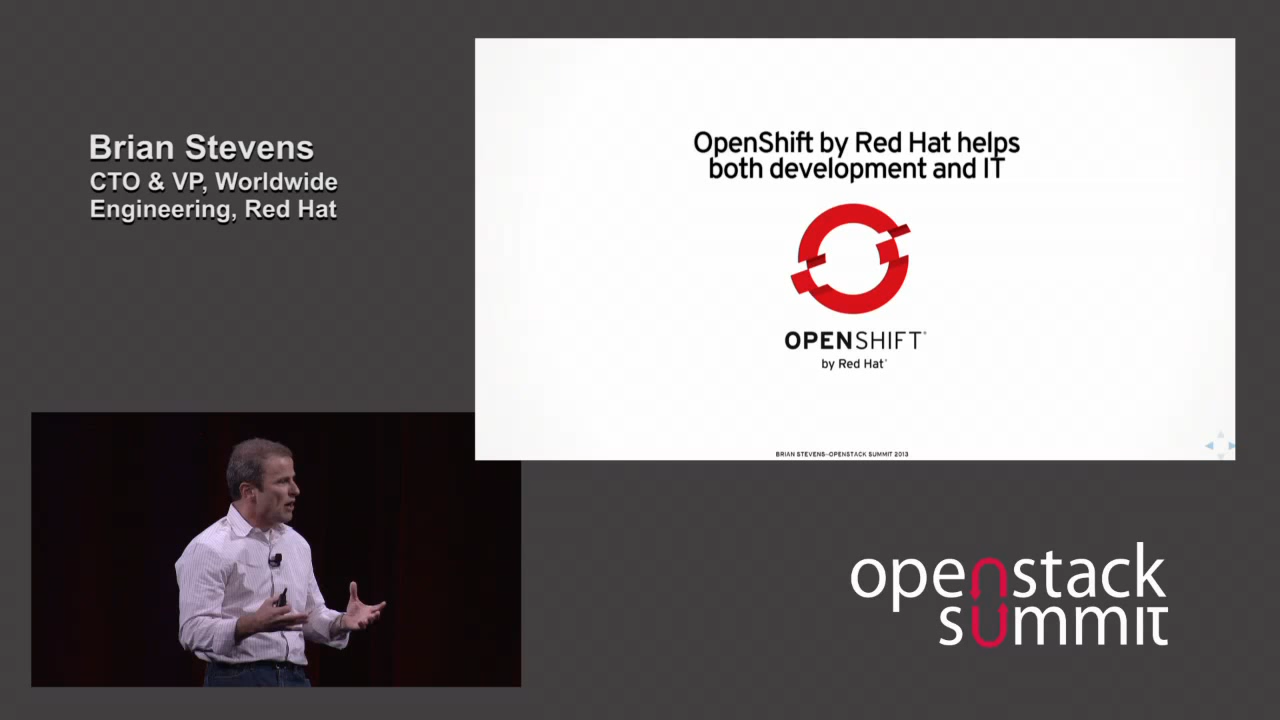 Brian Stevens
CTO & VP, Worldwide
Engineering, Red Hat
OpenShift by Red Hat helps
both development and IT
OPENSHIFT®
by Red Hat®
BRIAN STEVENS–OPENSTACK SUMMIT 2013
openstack
summit